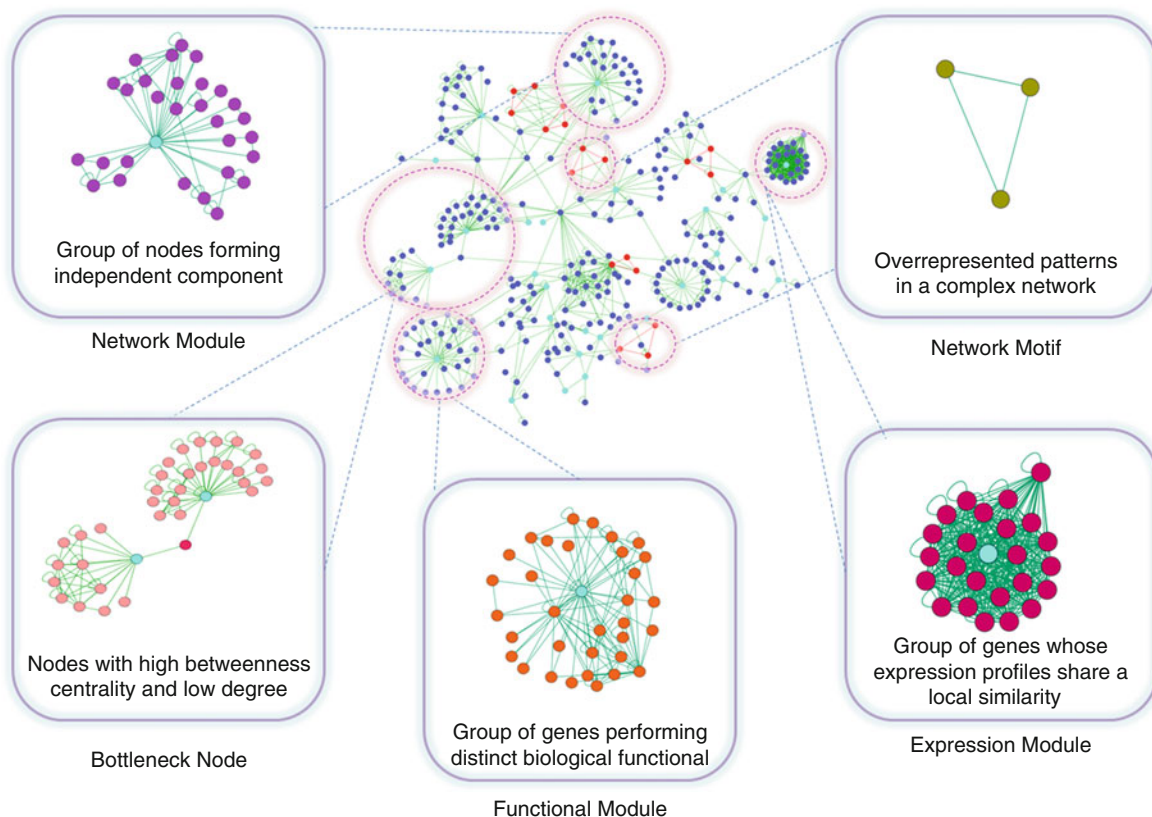 Group of nodes forming
independent component
Network Module
Overrepresented patterns
in a complex network
Network Motif
Nodes with high betweenness
centrality and low degree
Bottleneck Node
Group of genes performing
distinct biological functional
Functional Module
Group of genes whose
expression profiles share a
local similarity
Expression Module